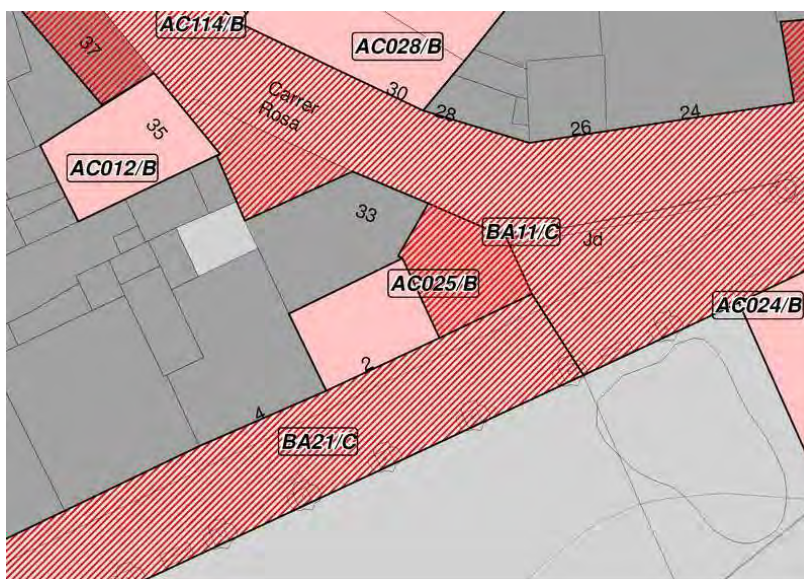 AC114/B
AC028/B
37
Carrer
Rosa
30
28
26
24
35
AC012/B
33
BA11/C
Jd
AC025/B
AC024/B
2
4
BA21/C